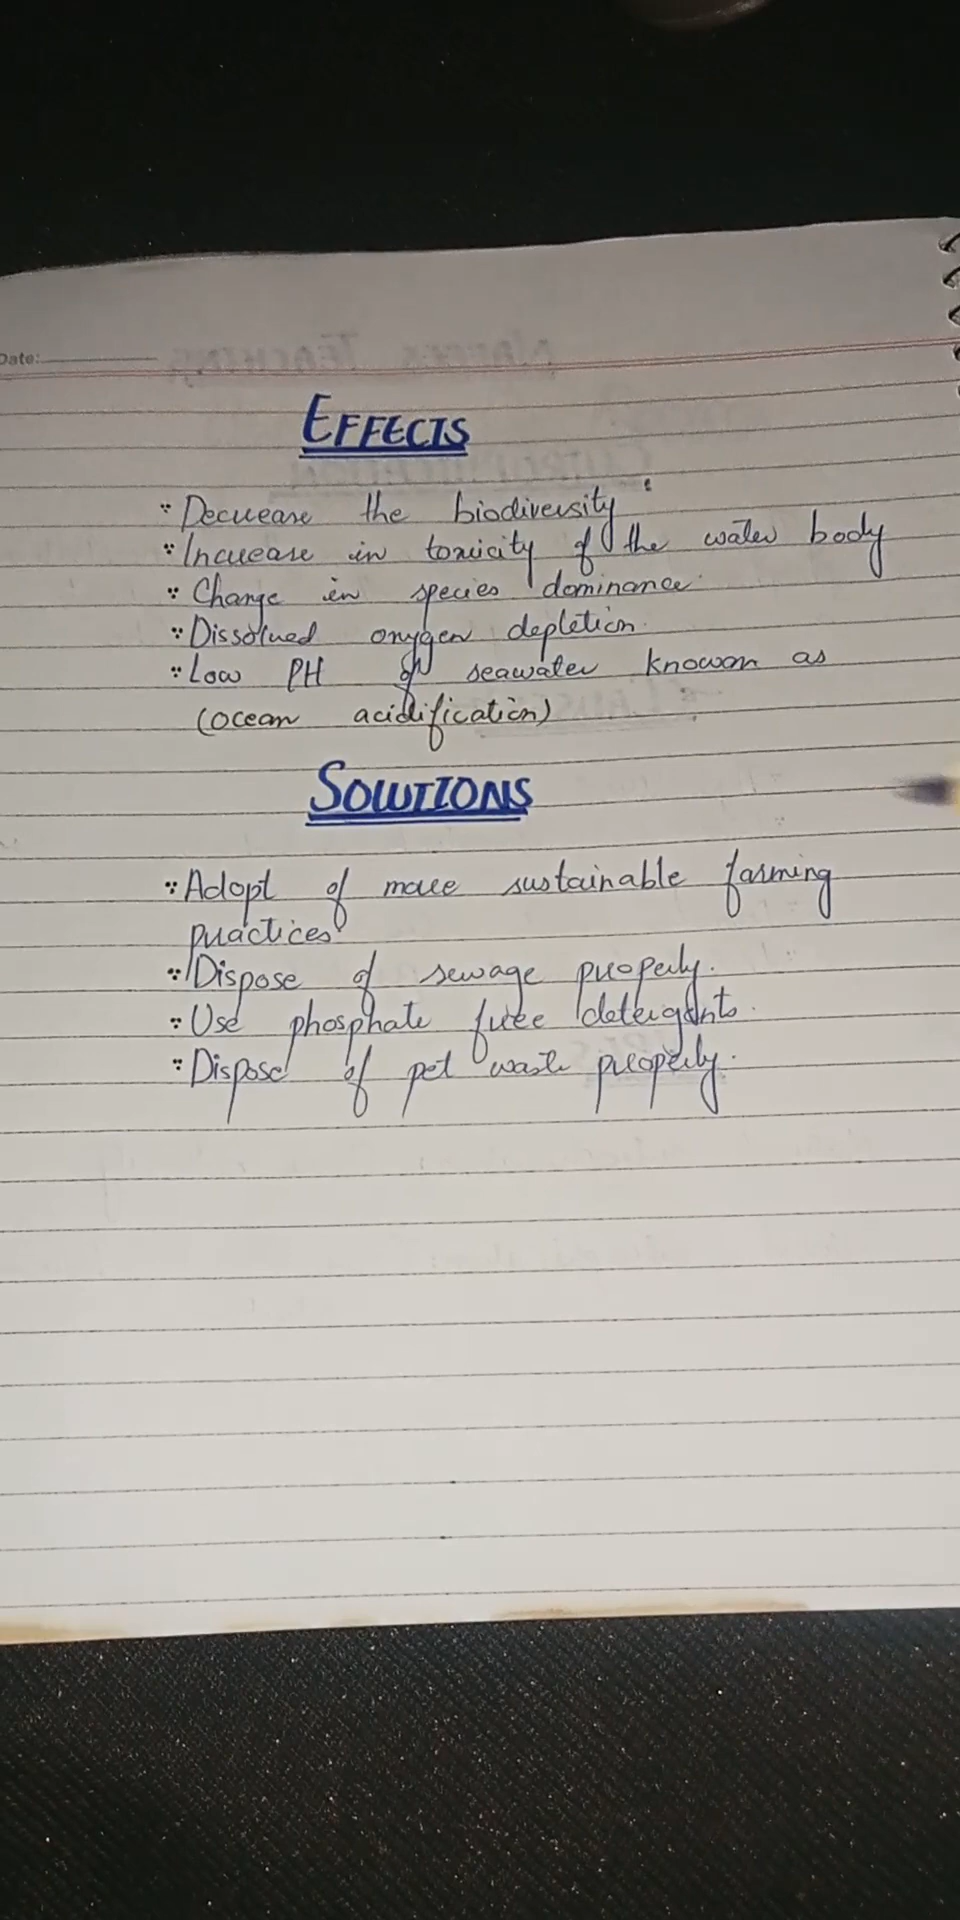 Date:
EFFECTS
Decrease the biodiversity
Increase in toxicity of the water body
Change in species dominance.
Dissolved oxygen depletion.
Low PH of seawater knowon as
(ocean acidification)
SOLUTIONS
Adopt of more sustainable farming
practices
Dispose of sewage properly.
Use phosphate free detergents.
Dispose of pet waste properly.